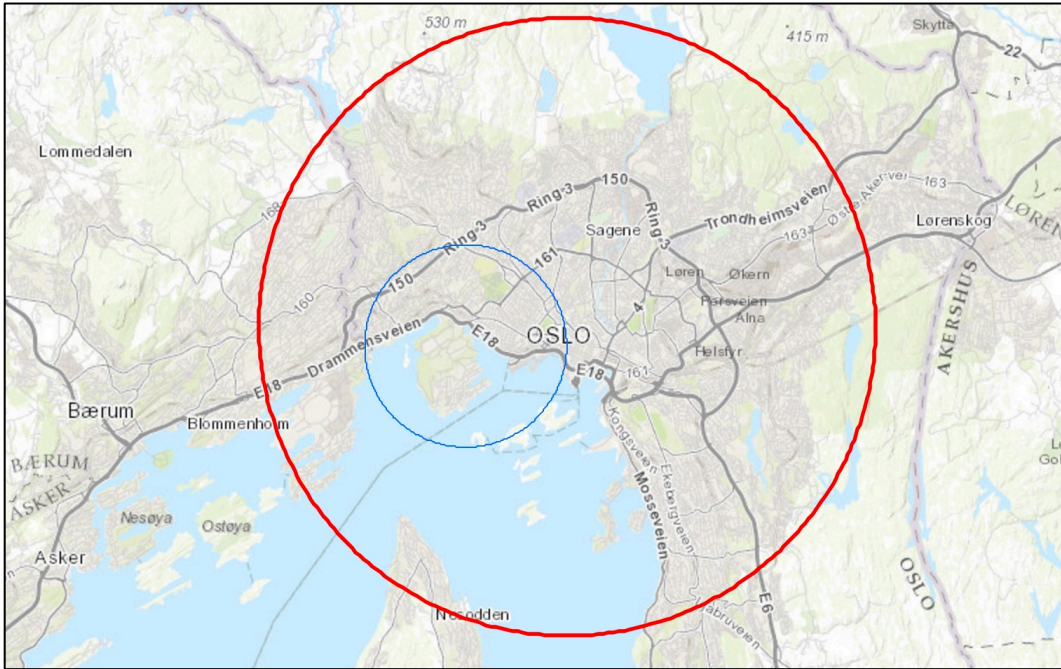 530 m
415 m
Skytta
22
Lommedalen
168
Ring-3
150
Ring-3
Trondheimsveien
163
Østre Aker vei
163
LØREN
Lørenskog
Sagene
161
Ring-3
150
160
Løren
Økern
4
Persveien
Alna
AKERSHUS
OSLO
E18
Drammensveien
E18
E18
161
Helsfyr
Bærum
Blommenholm
BÆRUM
ASKER
Nesøya
Ostøya
Asker
Kongsveien
Ekebergveien
Mosseveien
OSLO
Nesodden
Ljabruveien
E6